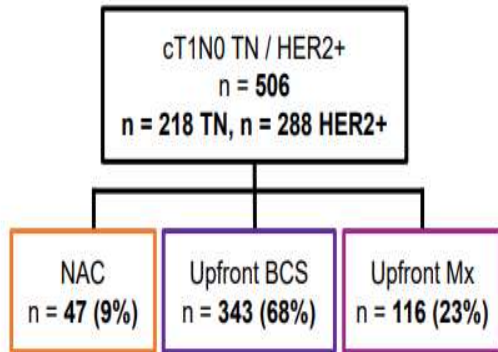 cT1N0 TN / HER2+
n = 506
n = 218 TN, n = 288 HER2+
NAC
n = 47 (9%)
Upfront BCS
n = 343 (68%)
Upfront Mx
n = 116 (23%)